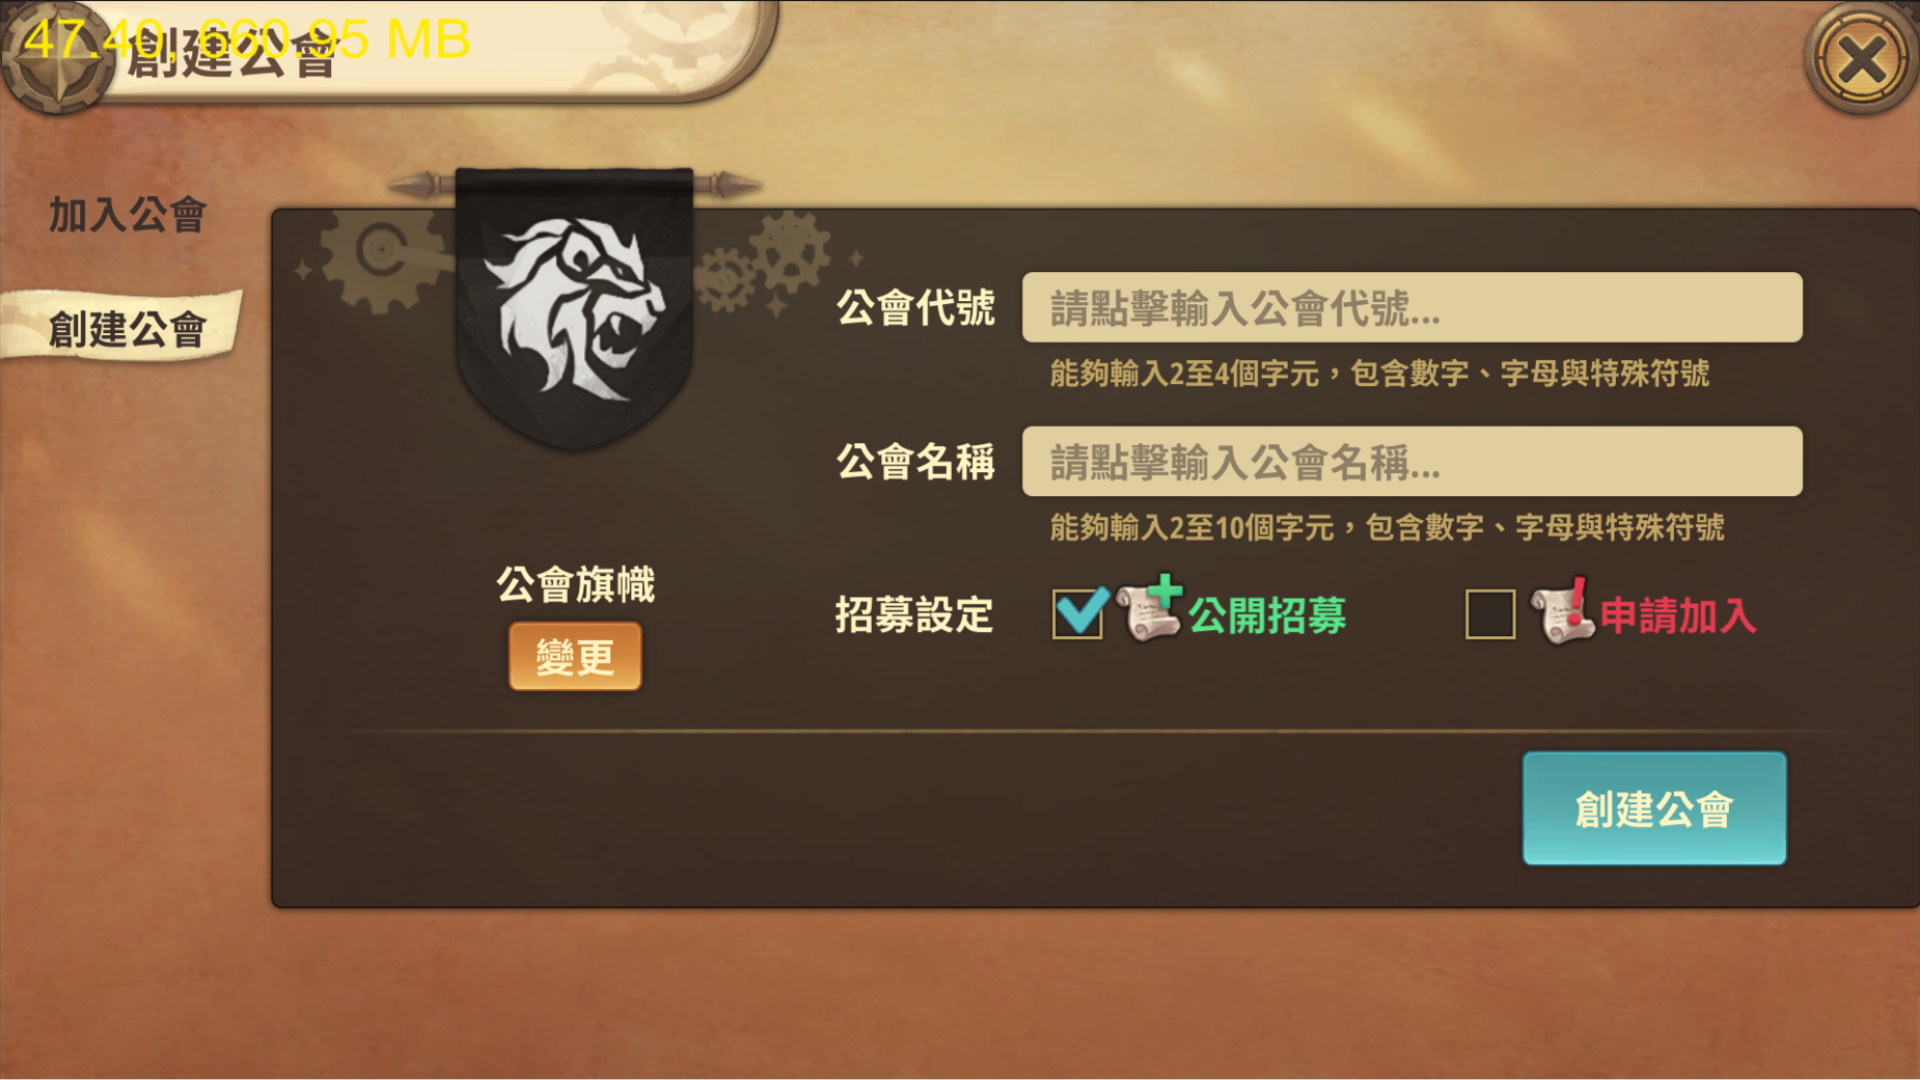 47.40, 660.95 MB
創建公會
加入公會
創建公會
公會代號
請點擊輸入公會代號...
能夠輸入2至4個字元，包含數字、字母與特殊符號
公會名稱
請點擊輸入公會名稱...
能夠輸入2至10個字元，包含數字、字母與特殊符號
公會旗幟
變更
招募設定
公開招募
申請加入
創建公會